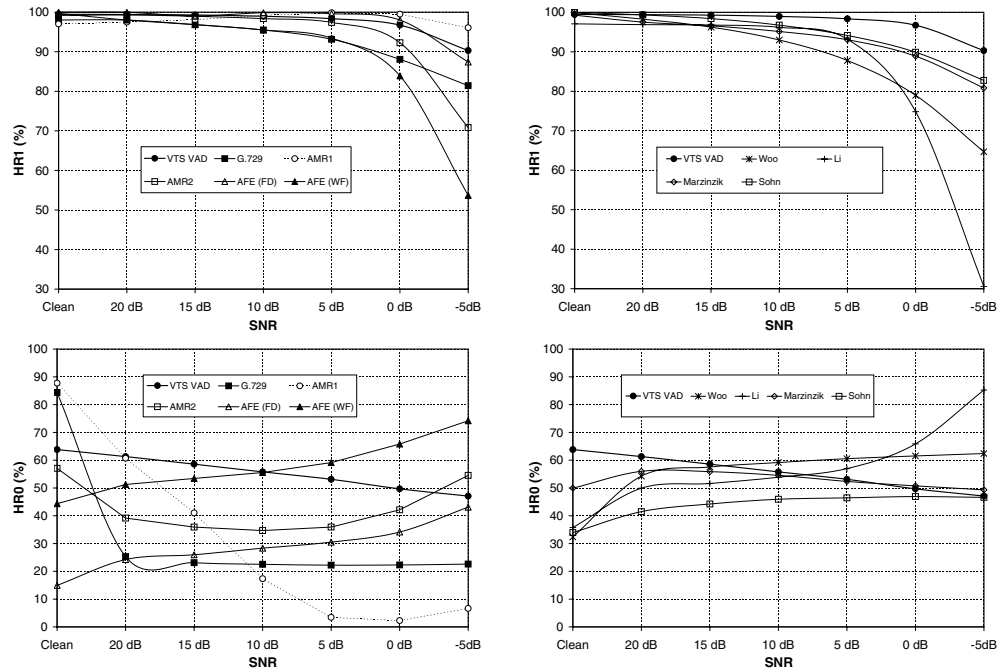 100
90
80
70
60
50
40
30
HR1 (%)
VTS VAD G.729 AMR1
AMR2 AFE (FD) AFE (WF)
Clean 20 dB 15 dB 10 dB 5 dB 0 dB -5dB
SNR
100
90
80
70
60
50
40
30
HR1 (%)
VTS VAD Woo Li
Marzinzik Sohn
Clean 20 dB 15 dB 10 dB 5 dB 0 dB -5dB
SNR
100
90
80
70
60
50
40
30
20
10
0
HR0 (%)
VTS VAD G.729 AMR1
AMR2 AFE (FD) AFE (WF)
Clean 20 dB 15 dB 10 dB 5 dB 0 dB -5dB
SNR
100
90
80
70
60
50
40
30
20
10
0
HR0 (%)
VTS VAD Woo Li Marzinzik Sohn
Clean 20 dB 15 dB 10 dB 5 dB 0 dB -5dB
SNR